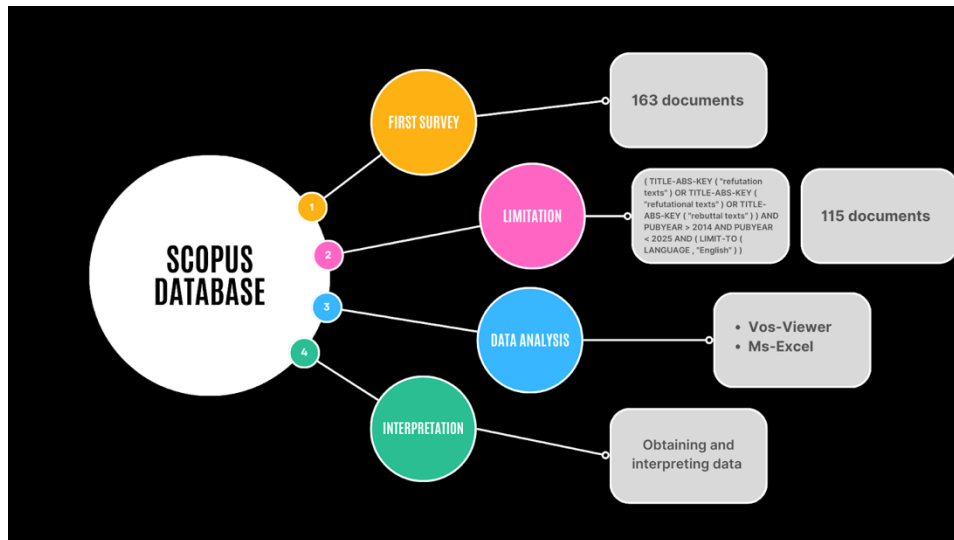 SCOPUS
DATABASE
1
FIRST SURVEY
163 documents
2
LIMITATION
( TITLE-ABS-KEY ( "refutation
texts" ) OR TITLE-ABS-KEY (
"refutational texts" ) OR TITLE-
ABS-KEY ( "rebuttal texts" ) ) AND
PUBYEAR > 2014 AND PUBYEAR
< 2025 AND ( LIMIT-TO (
LANGUAGE , "English" ) )
115 documents
3
DATA ANALYSIS
• Vos-Viewer
• Ms-Excel
4
INTERPRETATION
Obtaining and
interpreting data